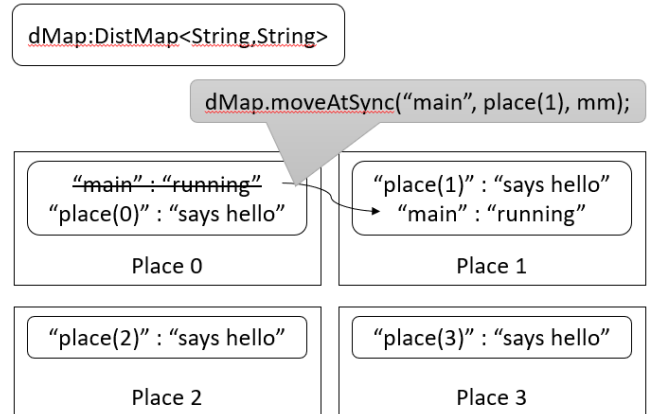 dMap:DistMap<String,String>
dMap.moveAtSync(“main”, place(1), mm);
“main” : “running”
“place(0)” : “says hello”
Place 0
“place(1)” : “says hello”
“main” : “running”
Place 1
“place(2)” : “says hello”
Place 2
“place(3)” : “says hello”
Place 3